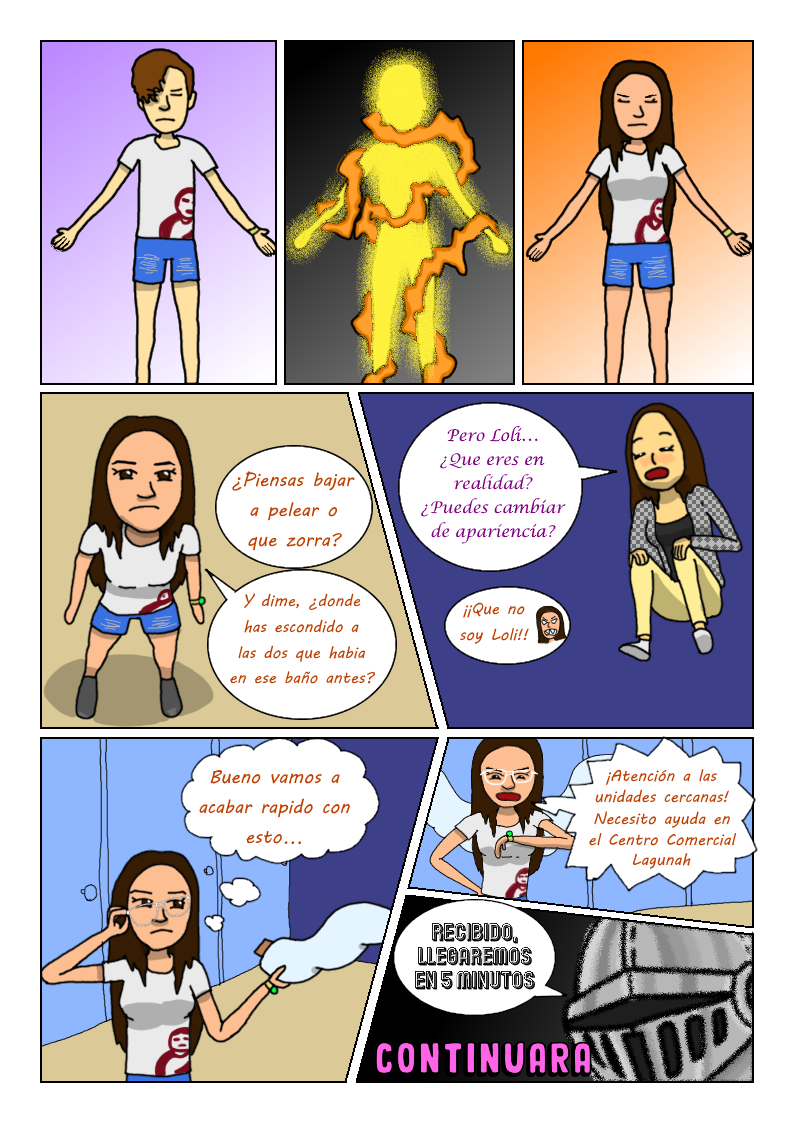 ¿Piensas bajar
a pelear o
que zorra?
Y dime, ¿donde
has escondido a
las dos que habia
en ese baño antes?
Pero Loli...
¿Que eres en
realidad?
¿Puedes cambiar
de apariencia?
¡¡Que no
soy Loli!!
Bueno vamos a
acabar rapido con
esto...
¡Atención a las
unidades cercanas!
Necesito ayuda en
el Centro Comercial
Lagunah
RECIBIDO,
LLEGAREMOS
EN 5 MINUTOS
CONTINUARA